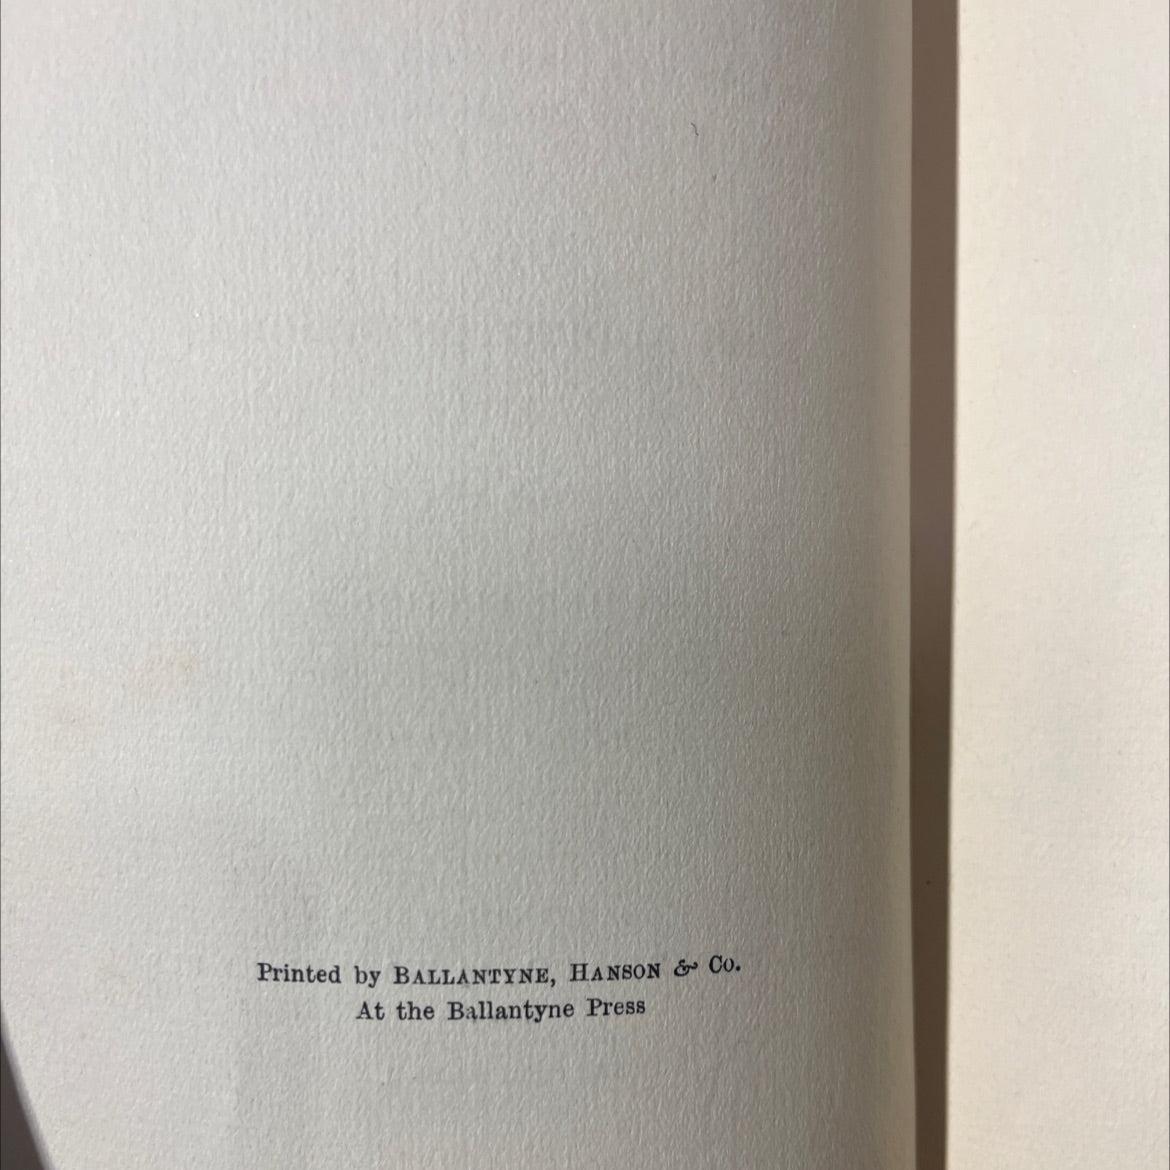 Printed by BALLANTYNE, HANSON & Co.
At the Ballantyne Press